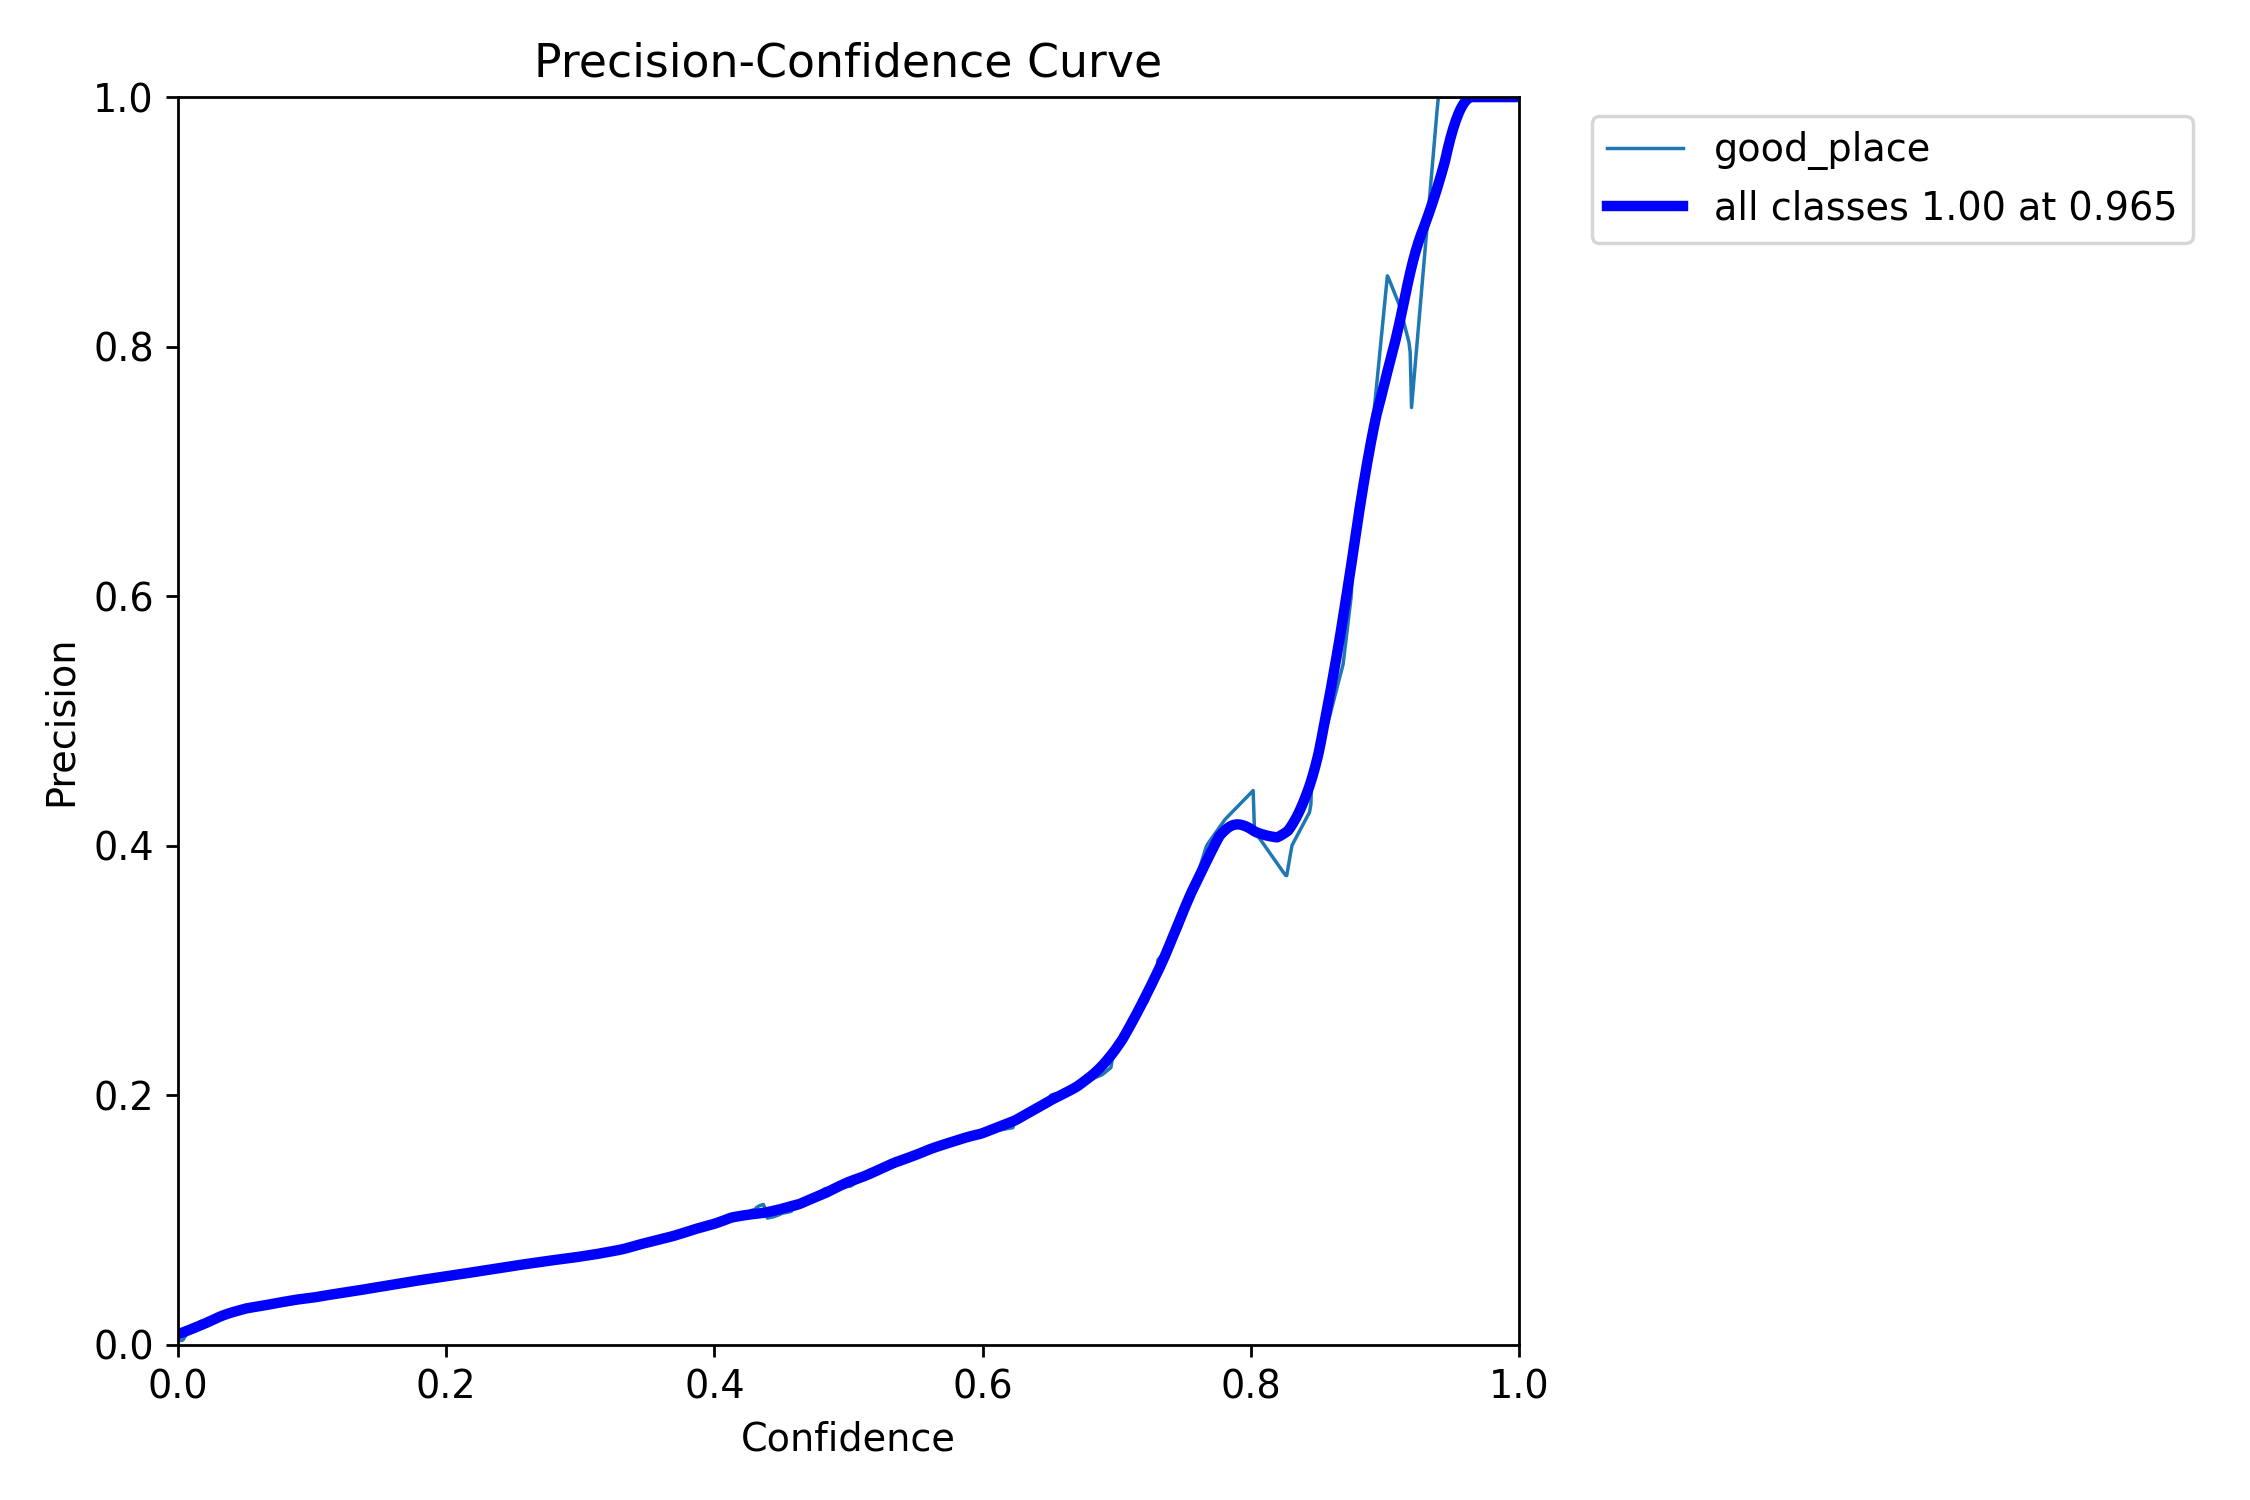 Precision-Confidence Curve
1.0
0.8
0.6
0.4
0.2
0.0
Precision
0.0 0.2 0.4 0.6 0.8 1.0
Confidence
good_place
all classes 1.00 at 0.965